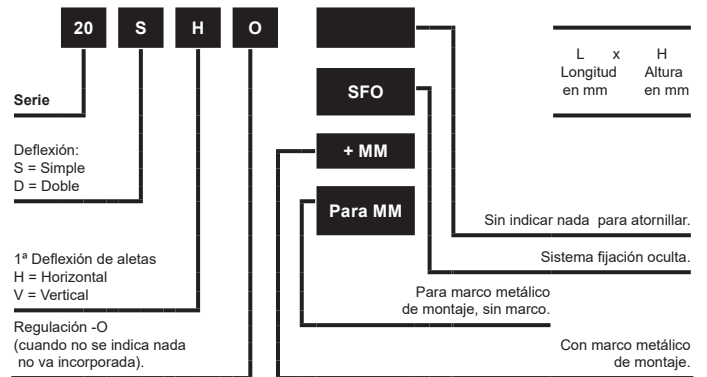 20 S H O
L x H
Longitud Altura
en mm en mm
SFO
Serie
+ MM
Deflexión:
S = Simple
D = Doble
Para MM
Sin indicar nada para atornillar.
Sistema fijación oculta.
1ª Deflexión de aletas
H = Horizontal
V = Vertical
Para marco metálico
de montaje, sin marco.
Regulación -O
(cuando no se indica nada
no va incorporada).
Con marco metálico
de montaje.